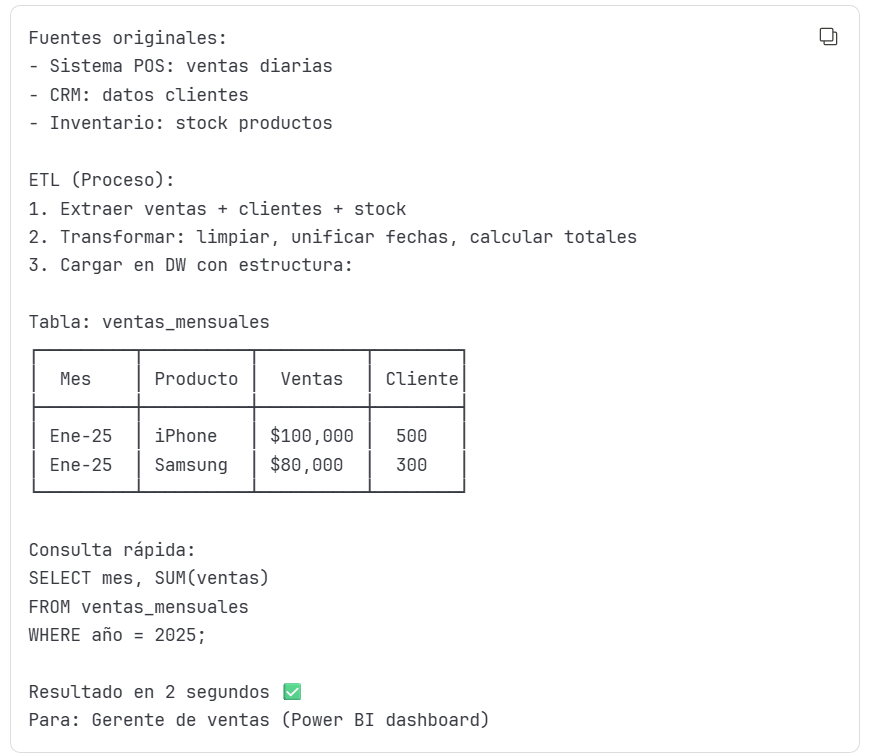 Fuentes originales:
- Sistema POS: ventas diarias
- CRM: datos clientes
- Inventario: stock productos
ETL (Proceso):
1. Extraer ventas + clientes + stock
2. Transformar: limpiar, unificar fechas, calcular totales
3. Cargar en DW con estructura:
Tabla: ventas_mensuales
Mes Producto Ventas Cliente
Ene-25 iPhone $100,000 500
Ene-25 Samsung $80,000 300
Consulta rápida:
SELECT mes, SUM(ventas)
FROM ventas_mensuales
WHERE año = 2025;
Resultado en 2 segundos ✅
Para: Gerente de ventas (Power BI dashboard)